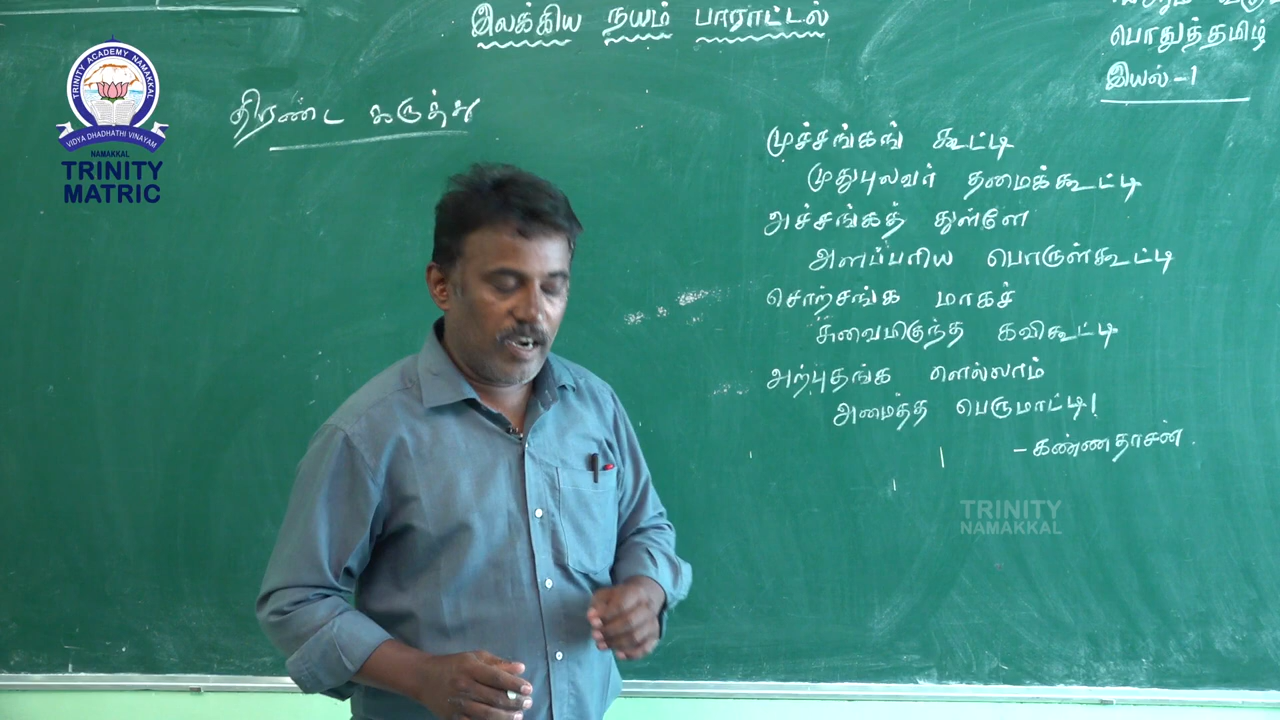 இலக்கிய நயம் பாராட்டல்
பொதுத்தமிழ்
இயல்-1
திரண்ட கருத்து
முச்சங்கங் கூட்டி
முதுபுலவர் தமைக்கூட்டி
அச்சங்கத் துள்ளே
அளப்பரிய பொருள்கூட்டி
சொற்சங்க மாகச்
சுவைமிகுந்த கவிகூட்டி
அற்புதங்க ளெல்லாம்
அமைத்த பெருமாட்டி!
-கண்ணதாசன்.
TRINITY ACADEMY NAMAKKAL
VIDYA DHADHATHI VINAYAM
NAMAKKAL
TRINITY
MATRIC
TRINITY
NAMAKKAL